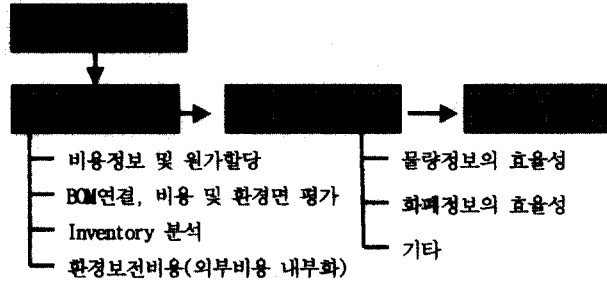 비용정보 및 원가할당
BOM연결, 비용 및 환경면 평가
Inventory 분석
환경보전비용(외부비용 내부화)
물량정보의 효율성
화폐정보의 효율성
기타